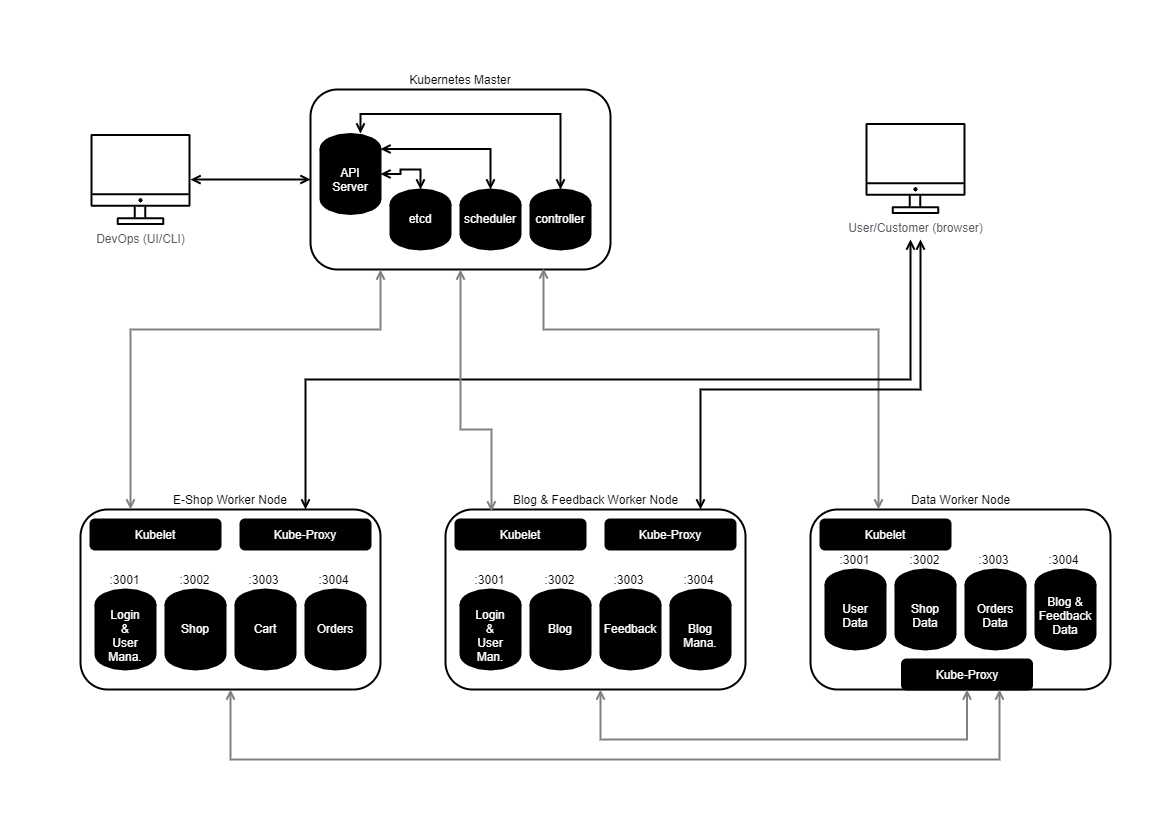 Kubernetes Master
API
Server
etcd
scheduler
controller
DevOps (UI/CLI)
User/Customer (browser)
E-Shop Worker Node
Kubelet
Kube-Proxy
:3001
:3002
:3003
:3004
Login
&
User
Mana.
Shop
Cart
Orders
Blog & Feedback Worker Node
Kubelet
Kube-Proxy
:3001
:3002
:3003
:3004
Login
&
User
Man.
Blog
Feedback
Blog
Mana.
Data Worker Node
Kubelet
:3001
:3002
:3003
:3004
User
Data
Shop
Data
Orders
Data
Blog &
Feedback
Data
Kube-Proxy